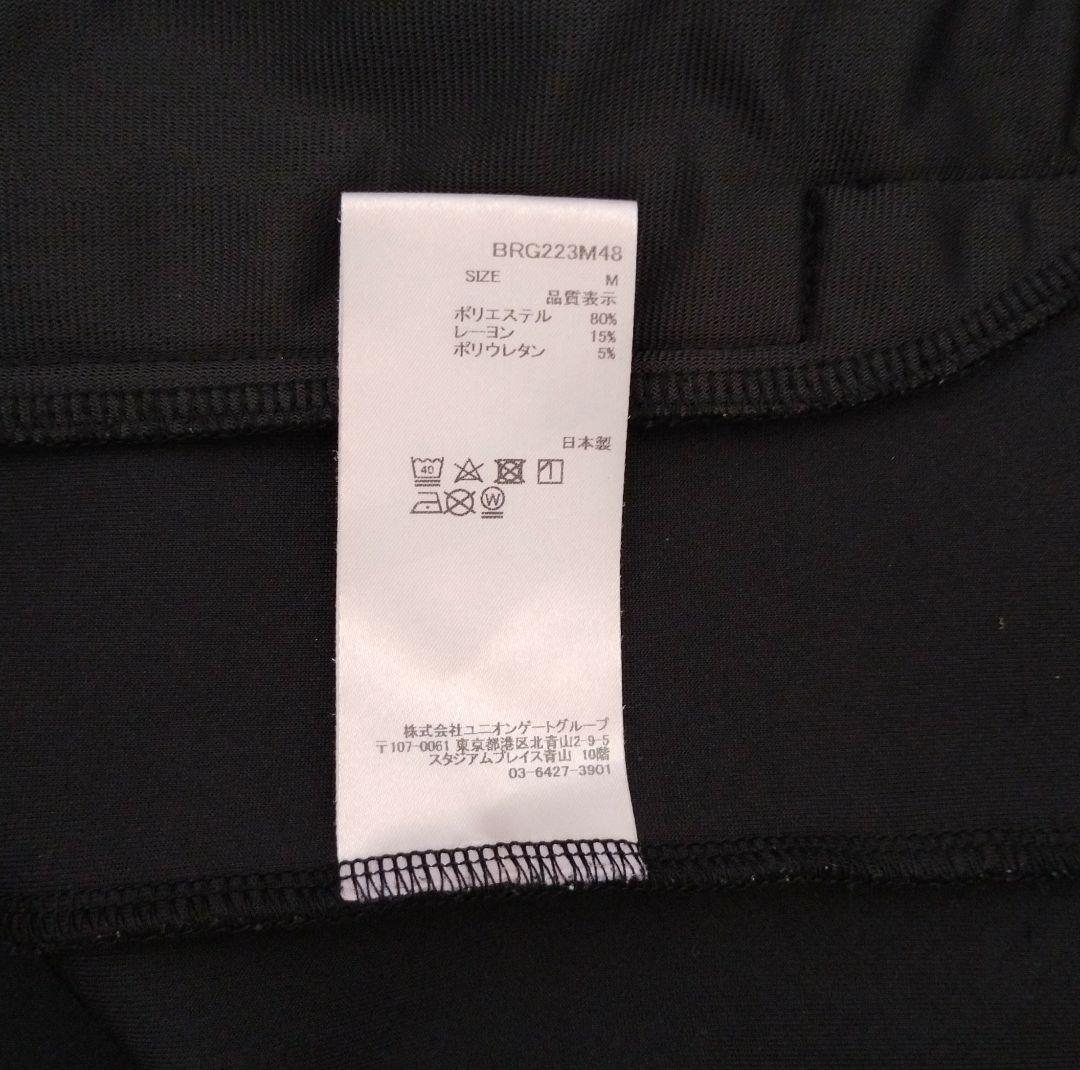 BRG223M48
SIZE M
品質表示
ポリエステル 80%
レーヨン 15%
ポリウレタン 5%
日本製
40
W
株式会社ユニオンゲートグループ
〒107-0061 東京都港区北青山2-9-5
スタジアムプレイス青山 10階
03-6427-3901